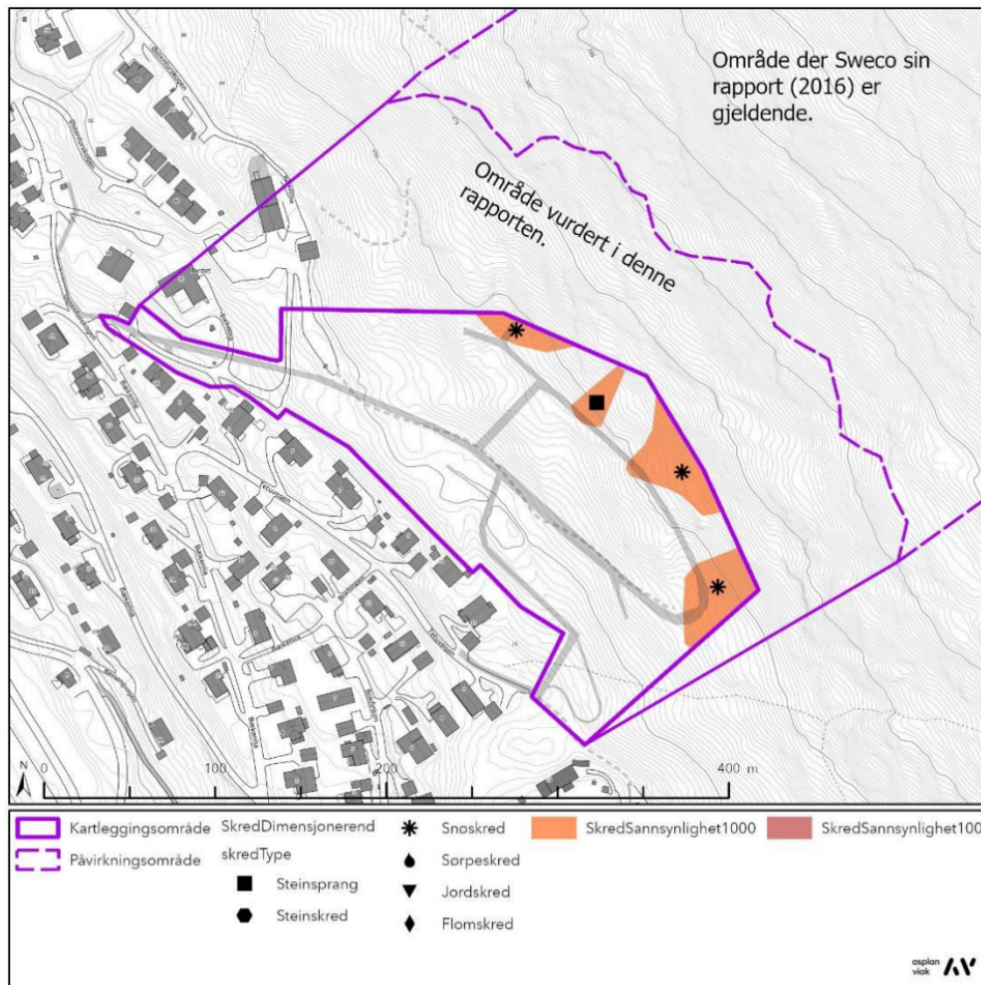 Område der Sweco sin
rapport (2016) er
gjeldende.
Område vurdert i denne
rapporten.
Tetuvegen
N
0
100
200
400 m
Kartleggingsområde
Påvirkningsområde
SkredDimensjonerend
skredType
Steinsprang
Steinskred
Snøskred
Sørpeskred
Jordskred
Flomskred
SkredSannsynlighet1000
SkredSannsynlighet100
asplan
viak